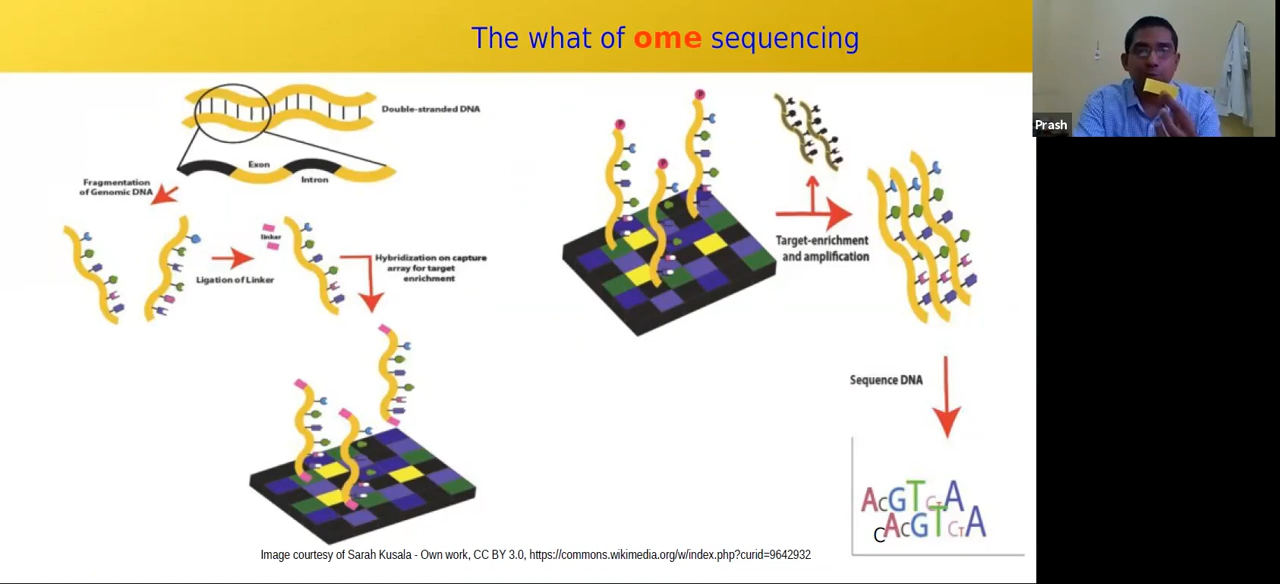 The what of ome sequencing
Prash
Double-stranded DNA
Exon
Intron
Fragmentation
of Genomic DNA
linker
Ligation of Linker
Hybridization on capture
array for target
enrichment
P
P
P
Target-enrichment
and amplification
Sequence DNA
ACGTCTA
CACGTCTA
Image courtesy of Sarah Kusala - Own work, CC BY 3.0, https://commons.wikimedia.org/w/index.php?curid=9642932